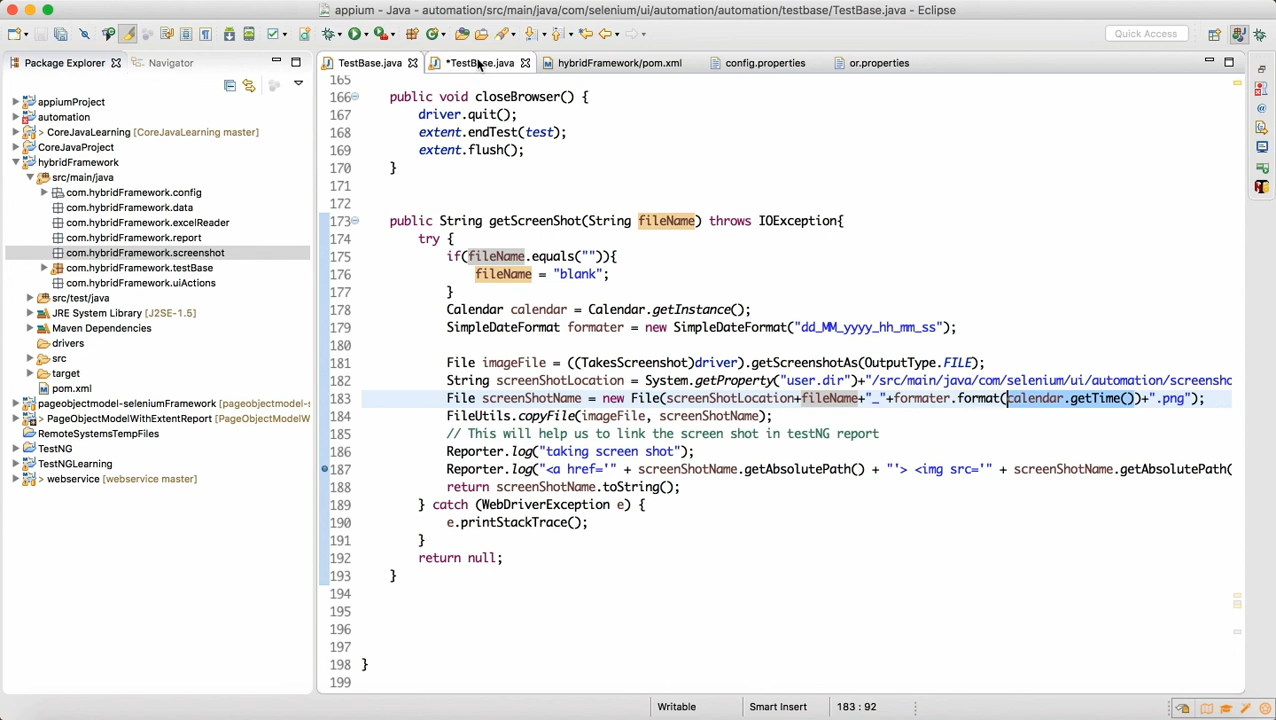 appium - Java - automation/src/main/java/com/selenium/ui/automation/automation/testbase/TestBase.java - Eclipse
Quick Access
Package Explorer
Navigator
TestBase.java
*TestBase.java
hybridFramework/pom.xml
config.properties
or.properties
appiumProject
automation
> CoreJavaLearning [CoreJavaLearning master]
CoreJavaProject
hybridFramework
src/main/java
com.hybridFramework.config
com.hybridFramework.data
com.hybridFramework.excelReader
com.hybridFramework.report
com.hybridFramework.screenshot
com.hybridFramework.testBase
com.hybridFramework.uiActions
src/test/java
JRE System Library [J2SE-1.5]
Maven Dependencies
drivers
src
target
pom.xml
pageobjectmodel-seleniumFramework [pageobjectmodel-s
> PageObjectModelWithExtentReport [PageObjectMod
RemoteSystemsTempFiles
TestNG
TestNGLearning
> webservice [webservice master]
165
166 public void closeBrowser() {
167 driver.quit();
168 extent.endTest(test);
169 extent.flush();
170 }
171
172
173 public String getScreenShot(String fileName) throws IOException{
174 try {
175 if(fileName.equals("")){
176 fileName = "blank";
177 }
178 Calendar calendar = Calendar.getInstance();
179 SimpleDateFormat formater = new SimpleDateFormat("dd_MM_yyyy_hh_mm_ss");
180
181 File imageFile = ((TakesScreenshot)driver).getScreenshotAs(OutputType.FILE);
182 String screenShotLocation = System.getProperty("user.dir")+"/src/main/java/com/selenium/ui/automation/screensho
183 File screenShotName = new File(screenShotLocation+fileName+"_"+formater.format(calendar.getTime())+".png");
184 FileUtils.copyFile(imageFile, screenShotName);
185 // This will help us to link the screen shot in testNG report
186 Reporter.log("taking screen shot");
187 Reporter.log("<a href='" + screenShotName.getAbsolutePath() + "'> <img src='" + screenShotName.getAbsolutePath(
188 return screenShotName.toString();
189 } catch (WebDriverException e) {
190 e.printStackTrace();
191 }
192 return null;
193 }
194
195
196
197
198 }
199
Writable
Smart Insert
183 : 92